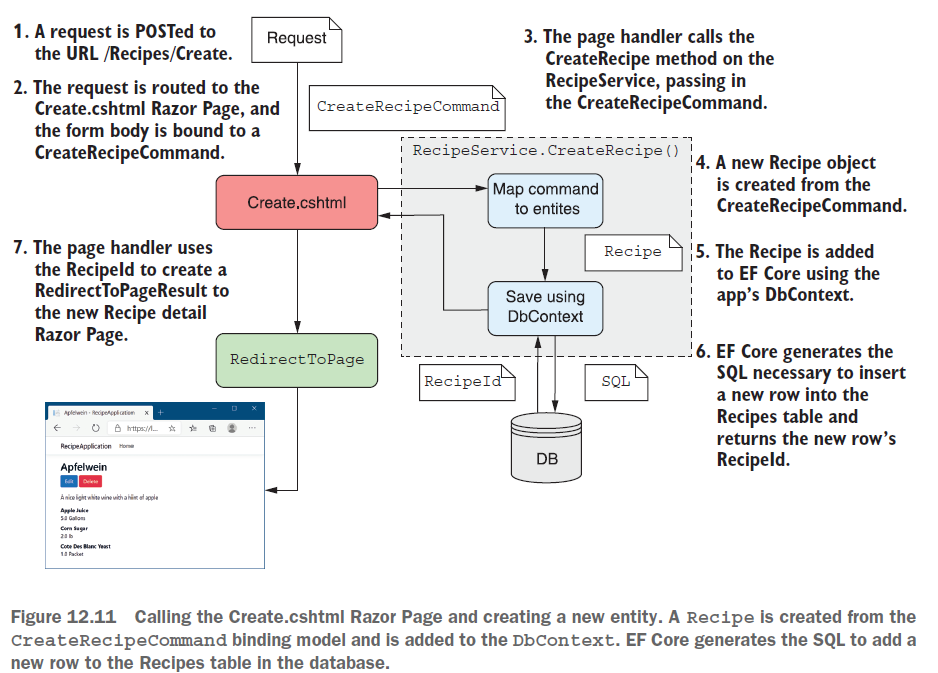 1. A request is POSTed to
the URL /Recipes/Create.
2. The request is routed to the
Create.cshtml Razor Page, and
the form body is bound to a
CreateRecipeCommand.
Request
CreateRecipeCommand
3. The page handler calls the
CreateRecipe method on the
RecipeService, passing in
the CreateRecipeCommand.
RecipeService.CreateRecipe()
Create.cshtml
Map command
to entites
4. A new Recipe object
is created from the
CreateRecipeCommand.
Recipe
5. The Recipe is added
to EF Core using the
app's DbContext.
Save using
DbContext
7. The page handler uses
the RecipeId to create a
RedirectToPageResult to
the new Recipe detail
Razor Page.
RedirectToPage
RecipeId
SQL
6. EF Core generates the
SQL necessary to insert
a new row into the
Recipes table and
returns the new row's
RecipeId.
DB
Apfelwein - RecipeApplication
https://l...
RecipeApplication Home
Apfelwein
Edit Delete
A nice light white wine with a hint of apple
Apple Juice
5.0 Gallons
Corn Sugar
2.0 lb
Cote Des Blanc Yeast
1.0 Packet
Figure 12.11 Calling the Create.cshtml Razor Page and creating a new entity. A Recipe is created from the
CreateRecipeCommand binding model and is added to the DbContext. EF Core generates the SQL to add a
new row to the Recipes table in the database.